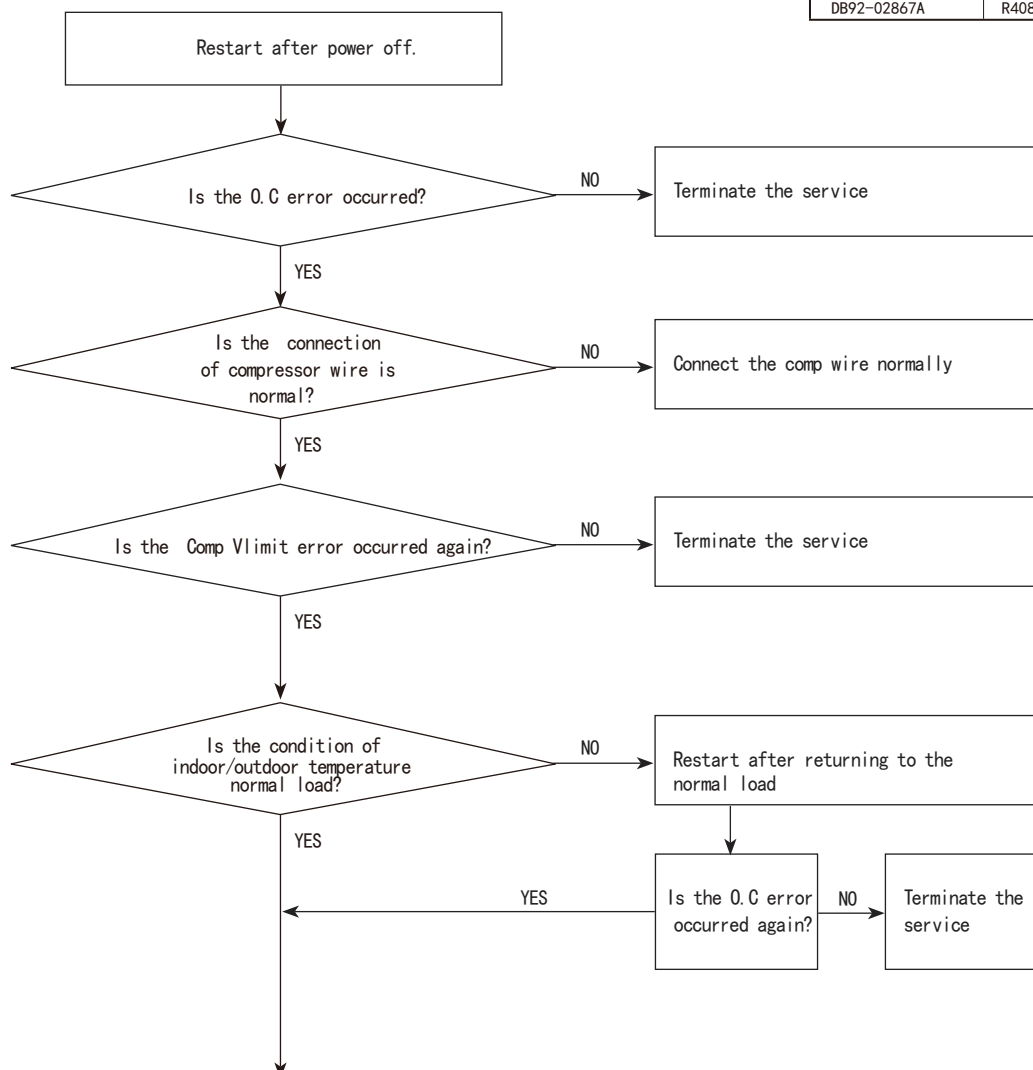 DB92-02867A R408
Restart after power off.
Is the O.C error occurred?
NO
Terminate the service
YES
Is the connection
of compressor wire is
normal?
NO
Connect the comp wire normally
YES
Is the Comp Vlimit error occurred again?
NO
Terminate the service
YES
Is the condition of
indoor/outdoor temperature
normal load?
NO
Restart after returning to the
normal load
YES
YES
Is the O.C error
occurred again?
NO
Terminate the
service